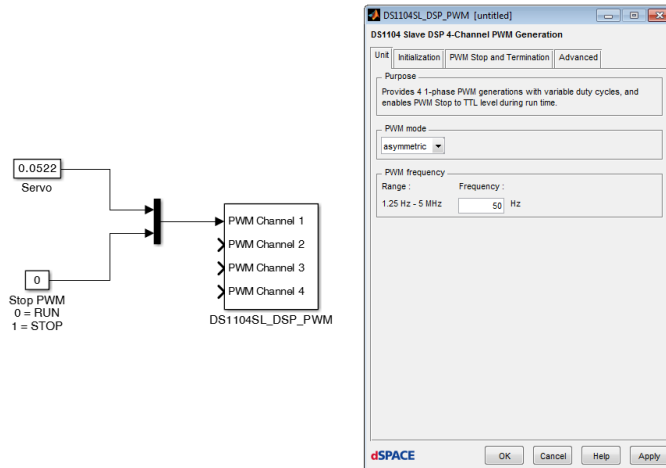 0.0522
Servo
0
Stop PWM
0 = RUN
1 = STOP
PWM Channel 1
PWM Channel 2
PWM Channel 3
PWM Channel 4
DS1104SL_DSP_PWM
DS1104SL_DSP_PWM [untitled]
DS1104 Slave DSP 4-Channel PWM Generation
Unit Initialization PWM Stop and Termination Advanced
Purpose
Provides 4 1-phase PWM generations with variable duty cycles, and
enables PWM Stop to TTL level during run time.
PWM mode
asymmetric
PWM frequency
Range : Frequency :
1.25 Hz - 5 MHz 50 Hz
dSPACE OK Cancel Help Apply